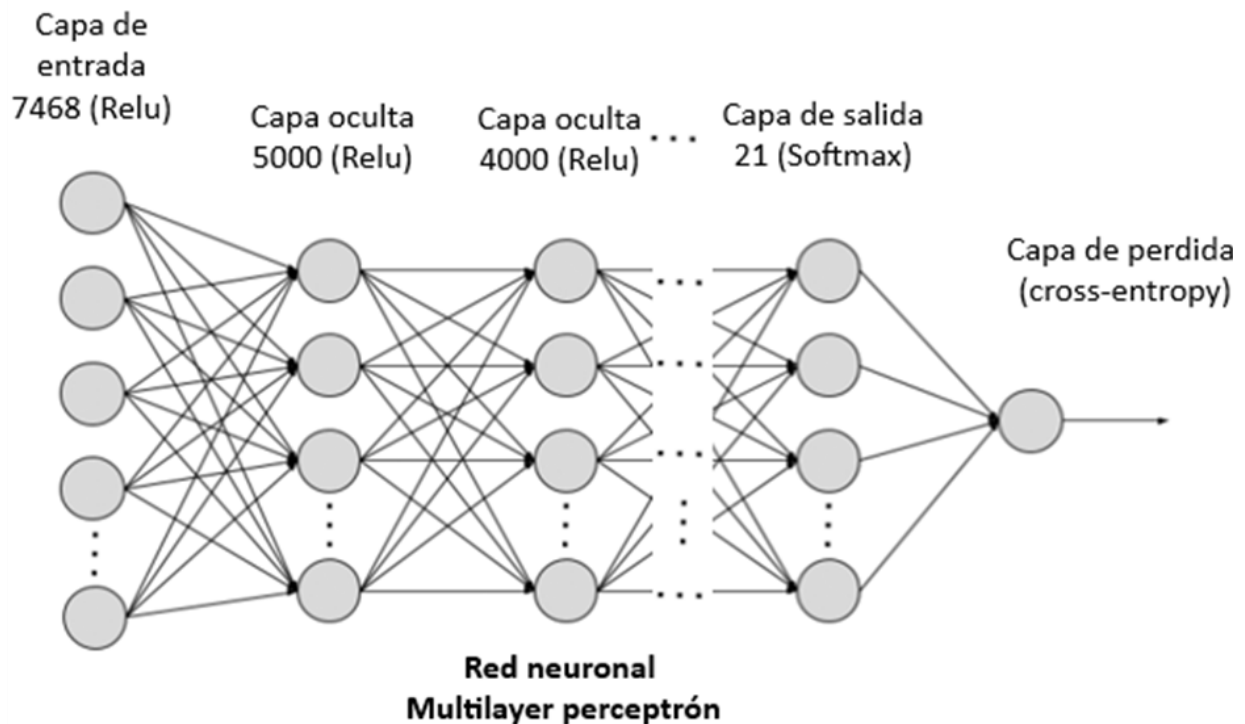 Capa de
entrada
7468 (Relu)
Capa oculta
5000 (Relu)
Capa oculta
4000 (Relu)
...
Capa de salida
21 (Softmax)
Capa de perdida
(cross-entropy)
Red neuronal
Multilayer perceptrón